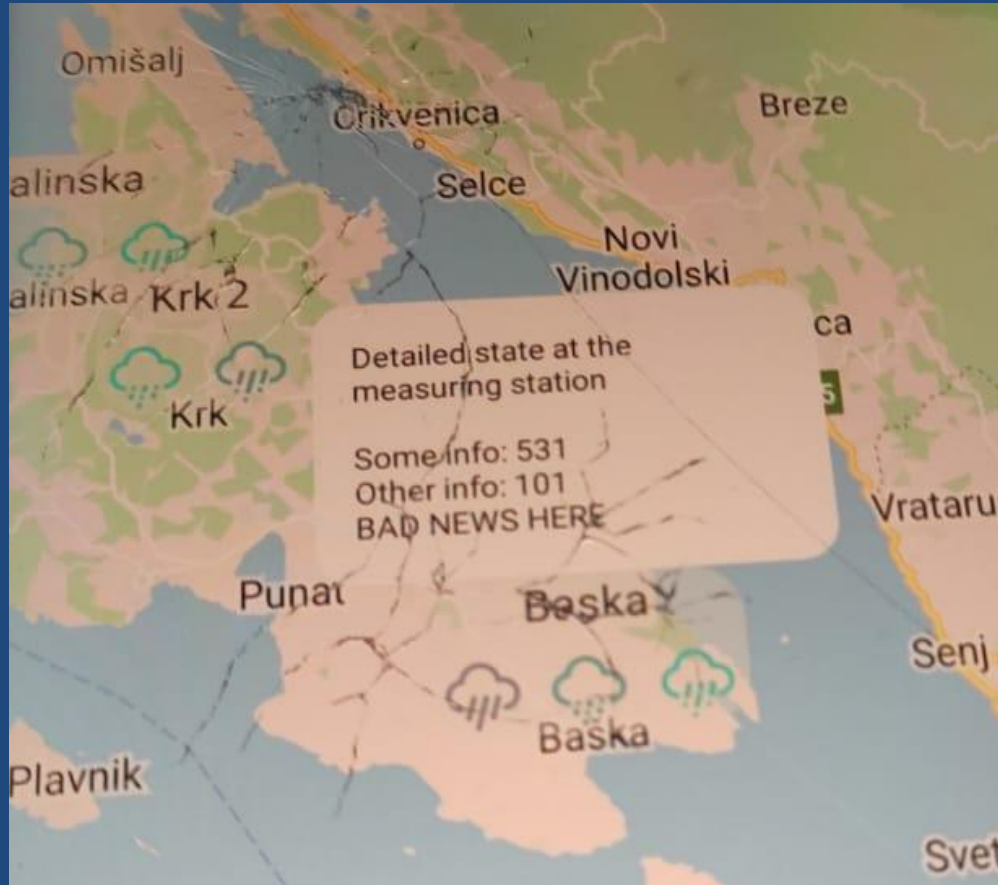 Omišalj
Crikvenica
Breze
alinska
Selce
Novi
Vinodolski
alinska
Krk 2
ca
Detailed state at the
measuring station
5
Krk
Some info: 531
Other info: 101
BAD NEWS HERE
Vrataru
Punat
Baška
Senj
Baška
Plavnik
Svet